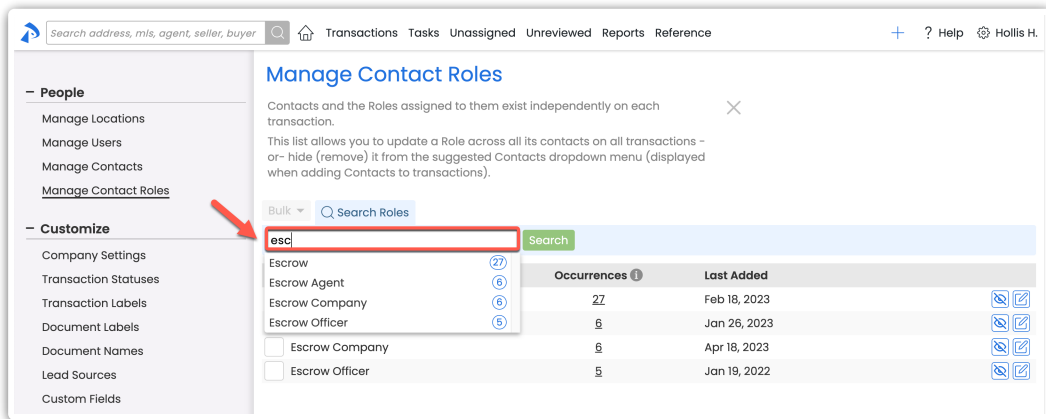 Search address, mls, agent, seller, buyer
Transactions Tasks Unassigned Unreviewed Reports Reference
+ ? Help Hollis H.
− People
Manage Locations
Manage Users
Manage Contacts
Manage Contact Roles
− Customize
Company Settings
Transaction Statuses
Transaction Labels
Document Labels
Document Names
Lead Sources
Custom Fields
Manage Contact Roles
Contacts and the Roles assigned to them exist independently on each
transaction.
This list allows you to update a Role across all its contacts on all transactions -
or- hide (remove) it from the suggested Contacts dropdown menu (displayed
when adding Contacts to transactions).
Bulk Search Roles
esc Search
Escrow 27
Escrow Agent 6
Escrow Company 6
Escrow Officer 5
Occurrences i Last Added
27 Feb 18, 2023
6 Jan 26, 2023
Escrow Company 6 Apr 18, 2023
Escrow Officer 5 Jan 19, 2022